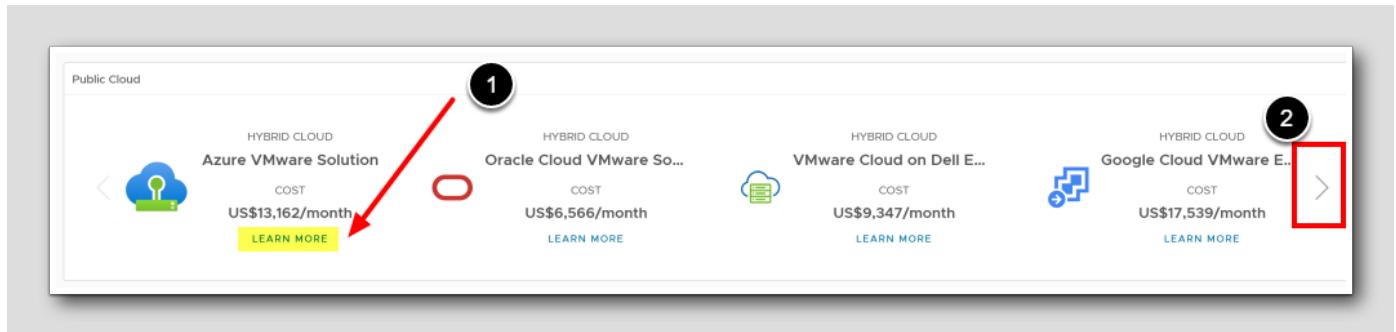 Public Cloud
1
2
HYBRID CLOUD
Azure VMware Solution
COST
US$13,162/month
LEARN MORE
HYBRID CLOUD
Oracle Cloud VMware So...
COST
US$6,566/month
LEARN MORE
HYBRID CLOUD
VMware Cloud on Dell E...
COST
US$9,347/month
LEARN MORE
HYBRID CLOUD
Google Cloud VMware E...
COST
US$17,539/month
LEARN MORE